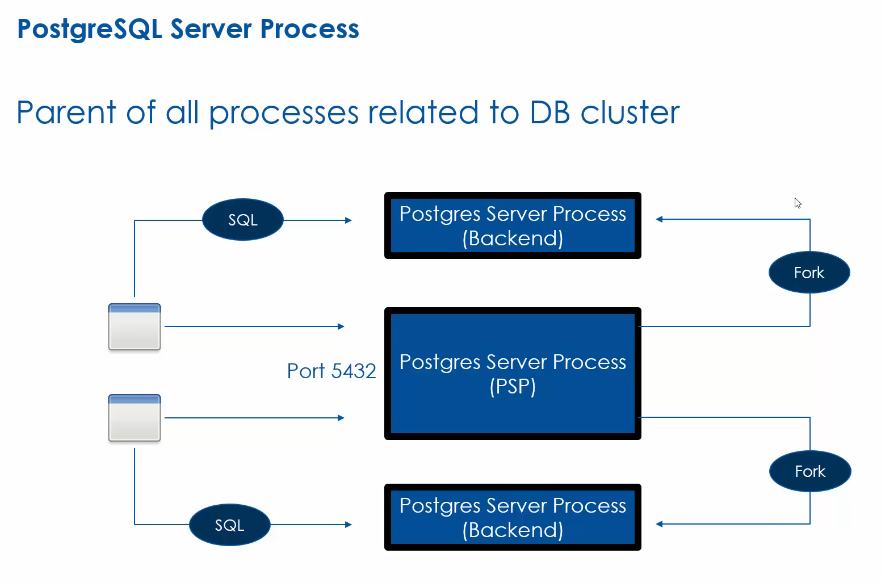 PostgreSQL Server Process
Parent of all processes related to DB cluster
SQL
Postgres Server Process
(Backend)
Fork
Port 5432
Postgres Server Process
(PSP)
Fork
SQL
Postgres Server Process
(Backend)